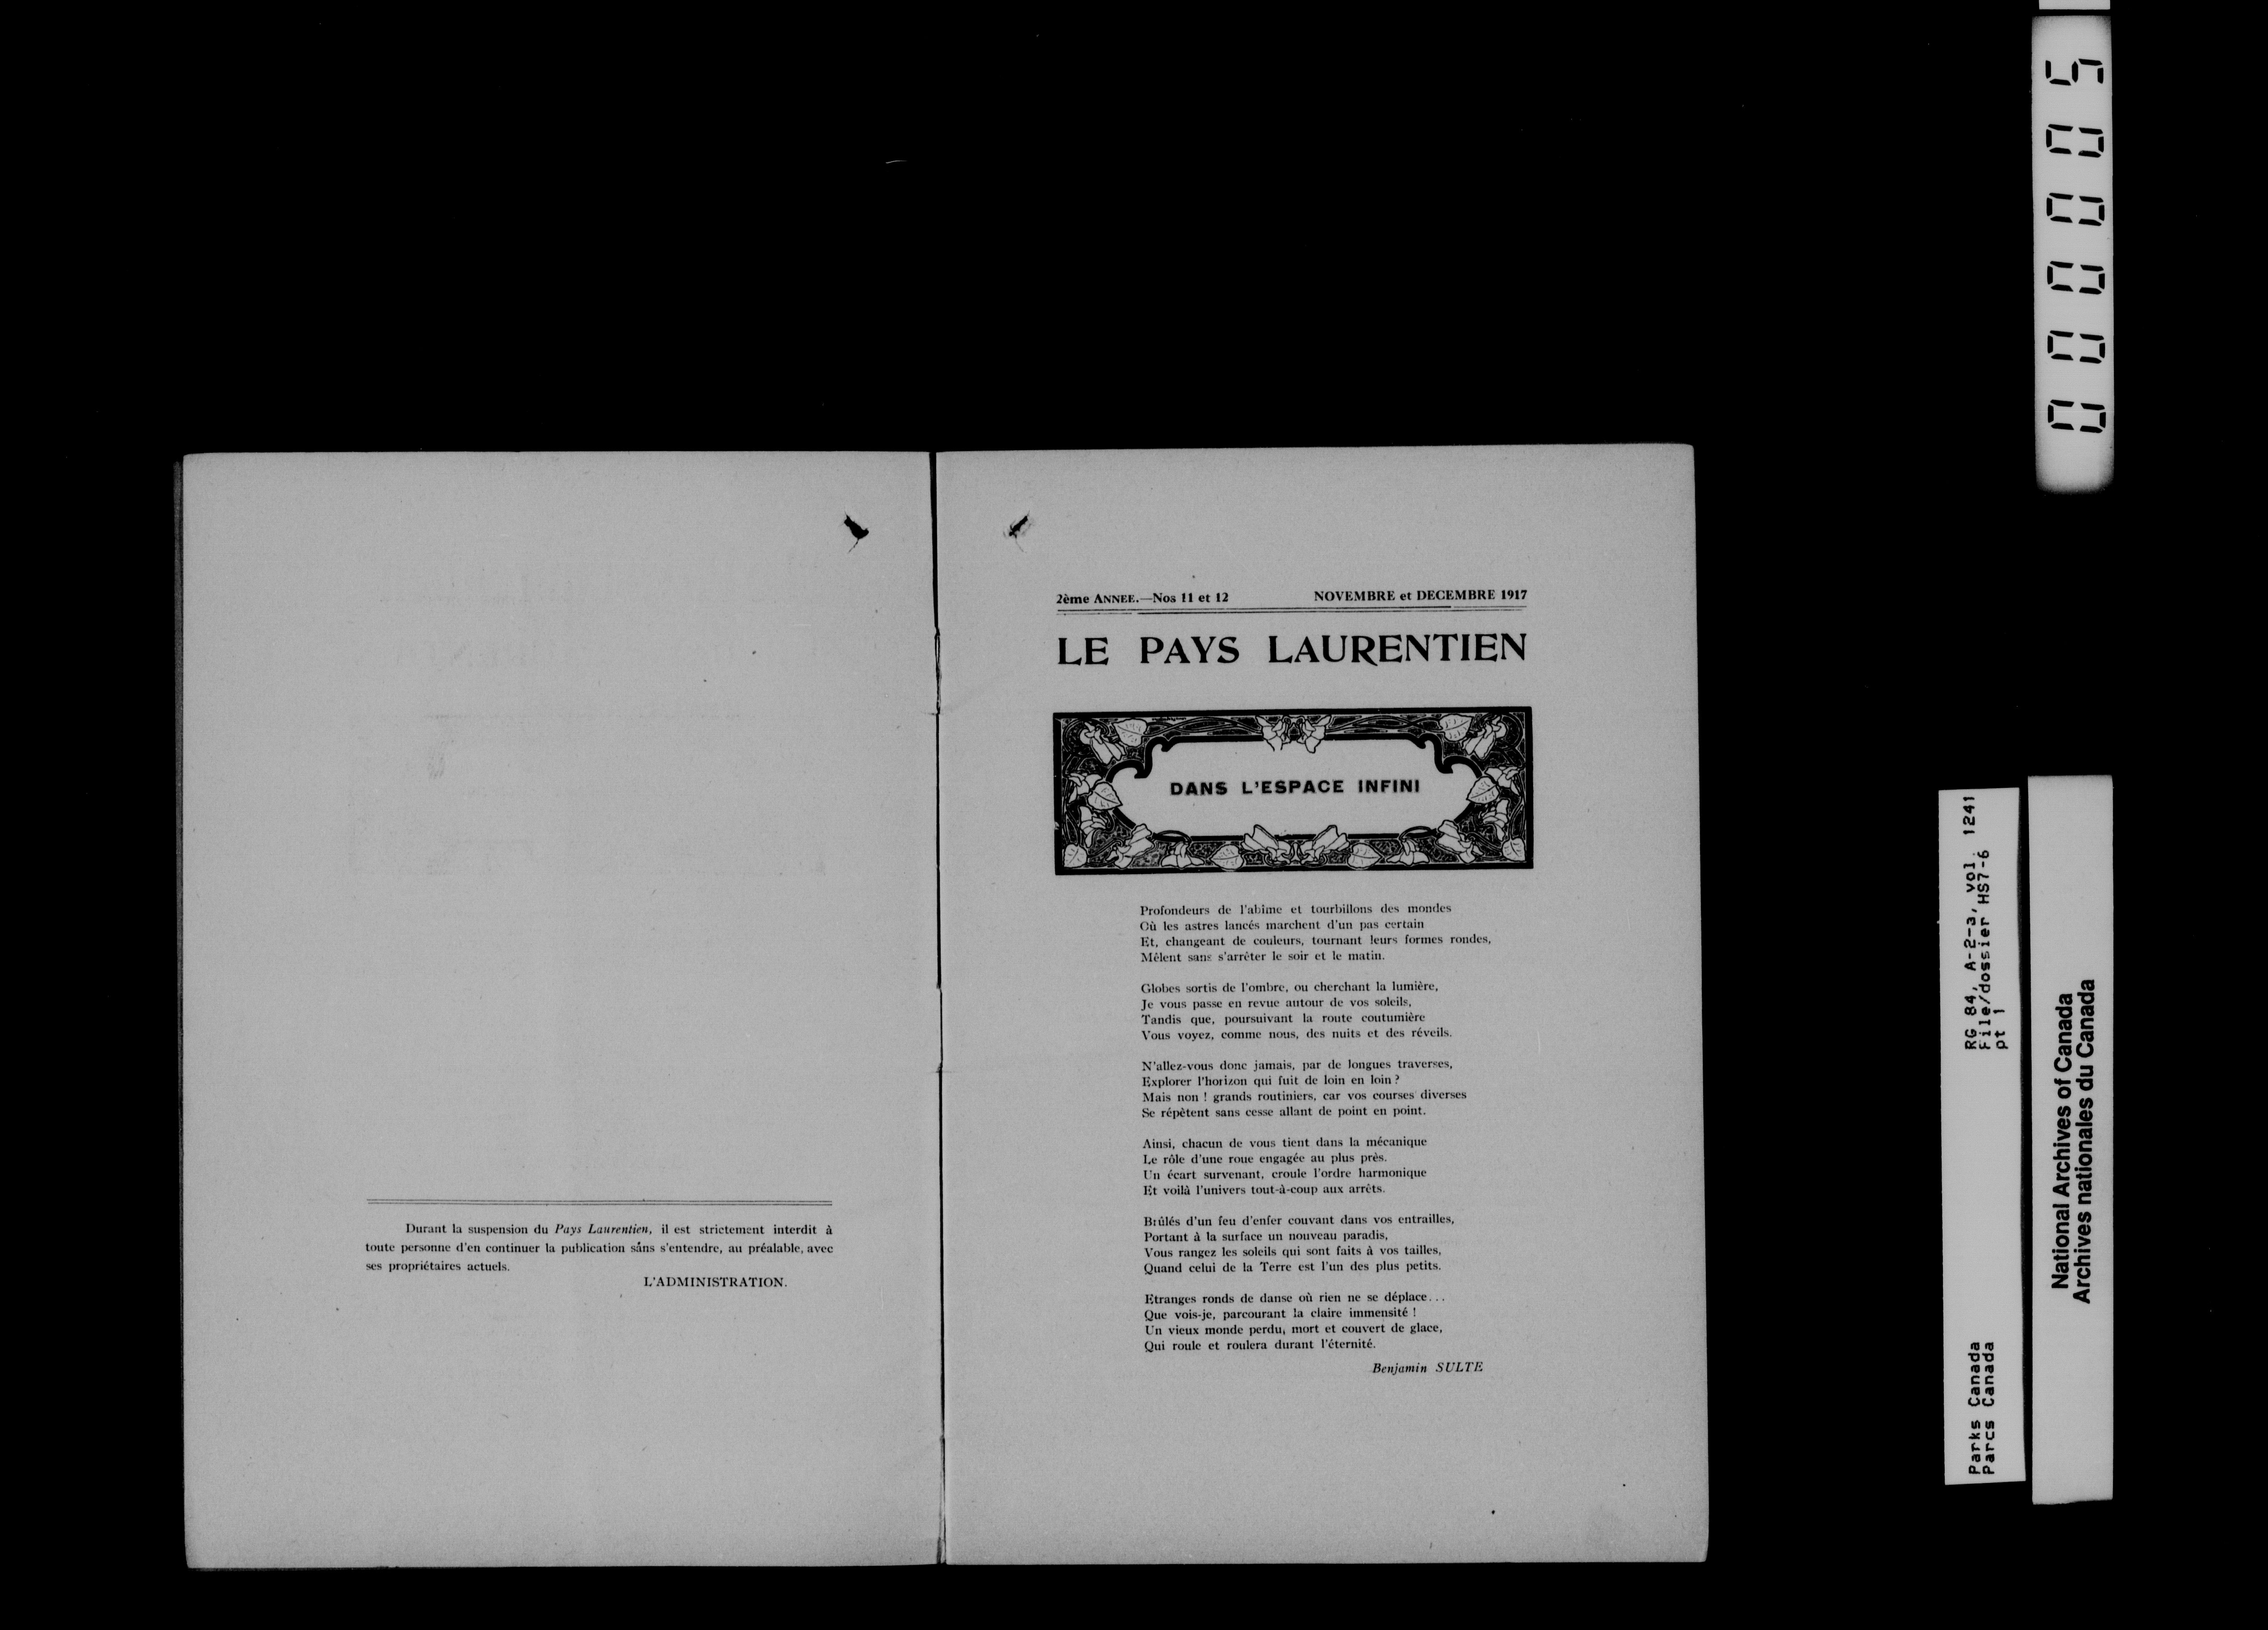 Durant la suspension du Pays Laurentien, il est strictement interdit à
toute personne d'en continuer la publication sans s'entendre, au préalable, avec
ses propriétaires actuels.
L'ADMINISTRATION.
2ème ANNEE.—Nos 11 et 12 NOVEMBRE et DECEMBRE 1917
LE PAYS LAURENTIEN
DANS L'ESPACE INFINI
Profondeurs de l'abîme et tourbillons des mondes
Où les astres lancés marchent d'un pas certain
Et, changeant de couleurs, tournant leurs formes rondes,
Mêlent sans s'arrêter le soir et le matin.
Globes sortis de l'ombre, ou cherchant la lumière,
Je vous passe en revue autour de vos soleils,
Tandis que, poursuivant la route coutumière
Vous voyez, comme nous, des nuits et des réveils.
N'allez-vous donc jamais, par de longues traverses,
Explorer l'horizon qui fuit de loin en loin ?
Mais non ! grands routiniers, car vos courses diverses
Se répètent sans cesse allant de point en point.
Ainsi, chacun de vous tient dans la mécanique
Le rôle d'une roue engagée au plus près.
Un écart survenant, croule l'ordre harmonique
Et voilà l'univers tout-à-coup aux arrêts.
Brûlés d'un feu d'enfer couvant dans vos entrailles,
Portant à la surface un nouveau paradis,
Vous rangez les soleils qui sont faits à vos tailles,
Quand celui de la Terre est l'un des plus petits.
Etranges ronds de danse où rien ne se déplace...
Que vois-je, parcourant la claire immensité !
Un vieux monde perdu, mort et couvert de glace,
Qui roule et roulera durant l'éternité.
Benjamin SULTE
000005
Parks Canada RG 84, A-2-a, vol. 1241
Parcs Canada File/dossier HS7-6
pt 1
National Archives of Canada
Archives nationales du Canada